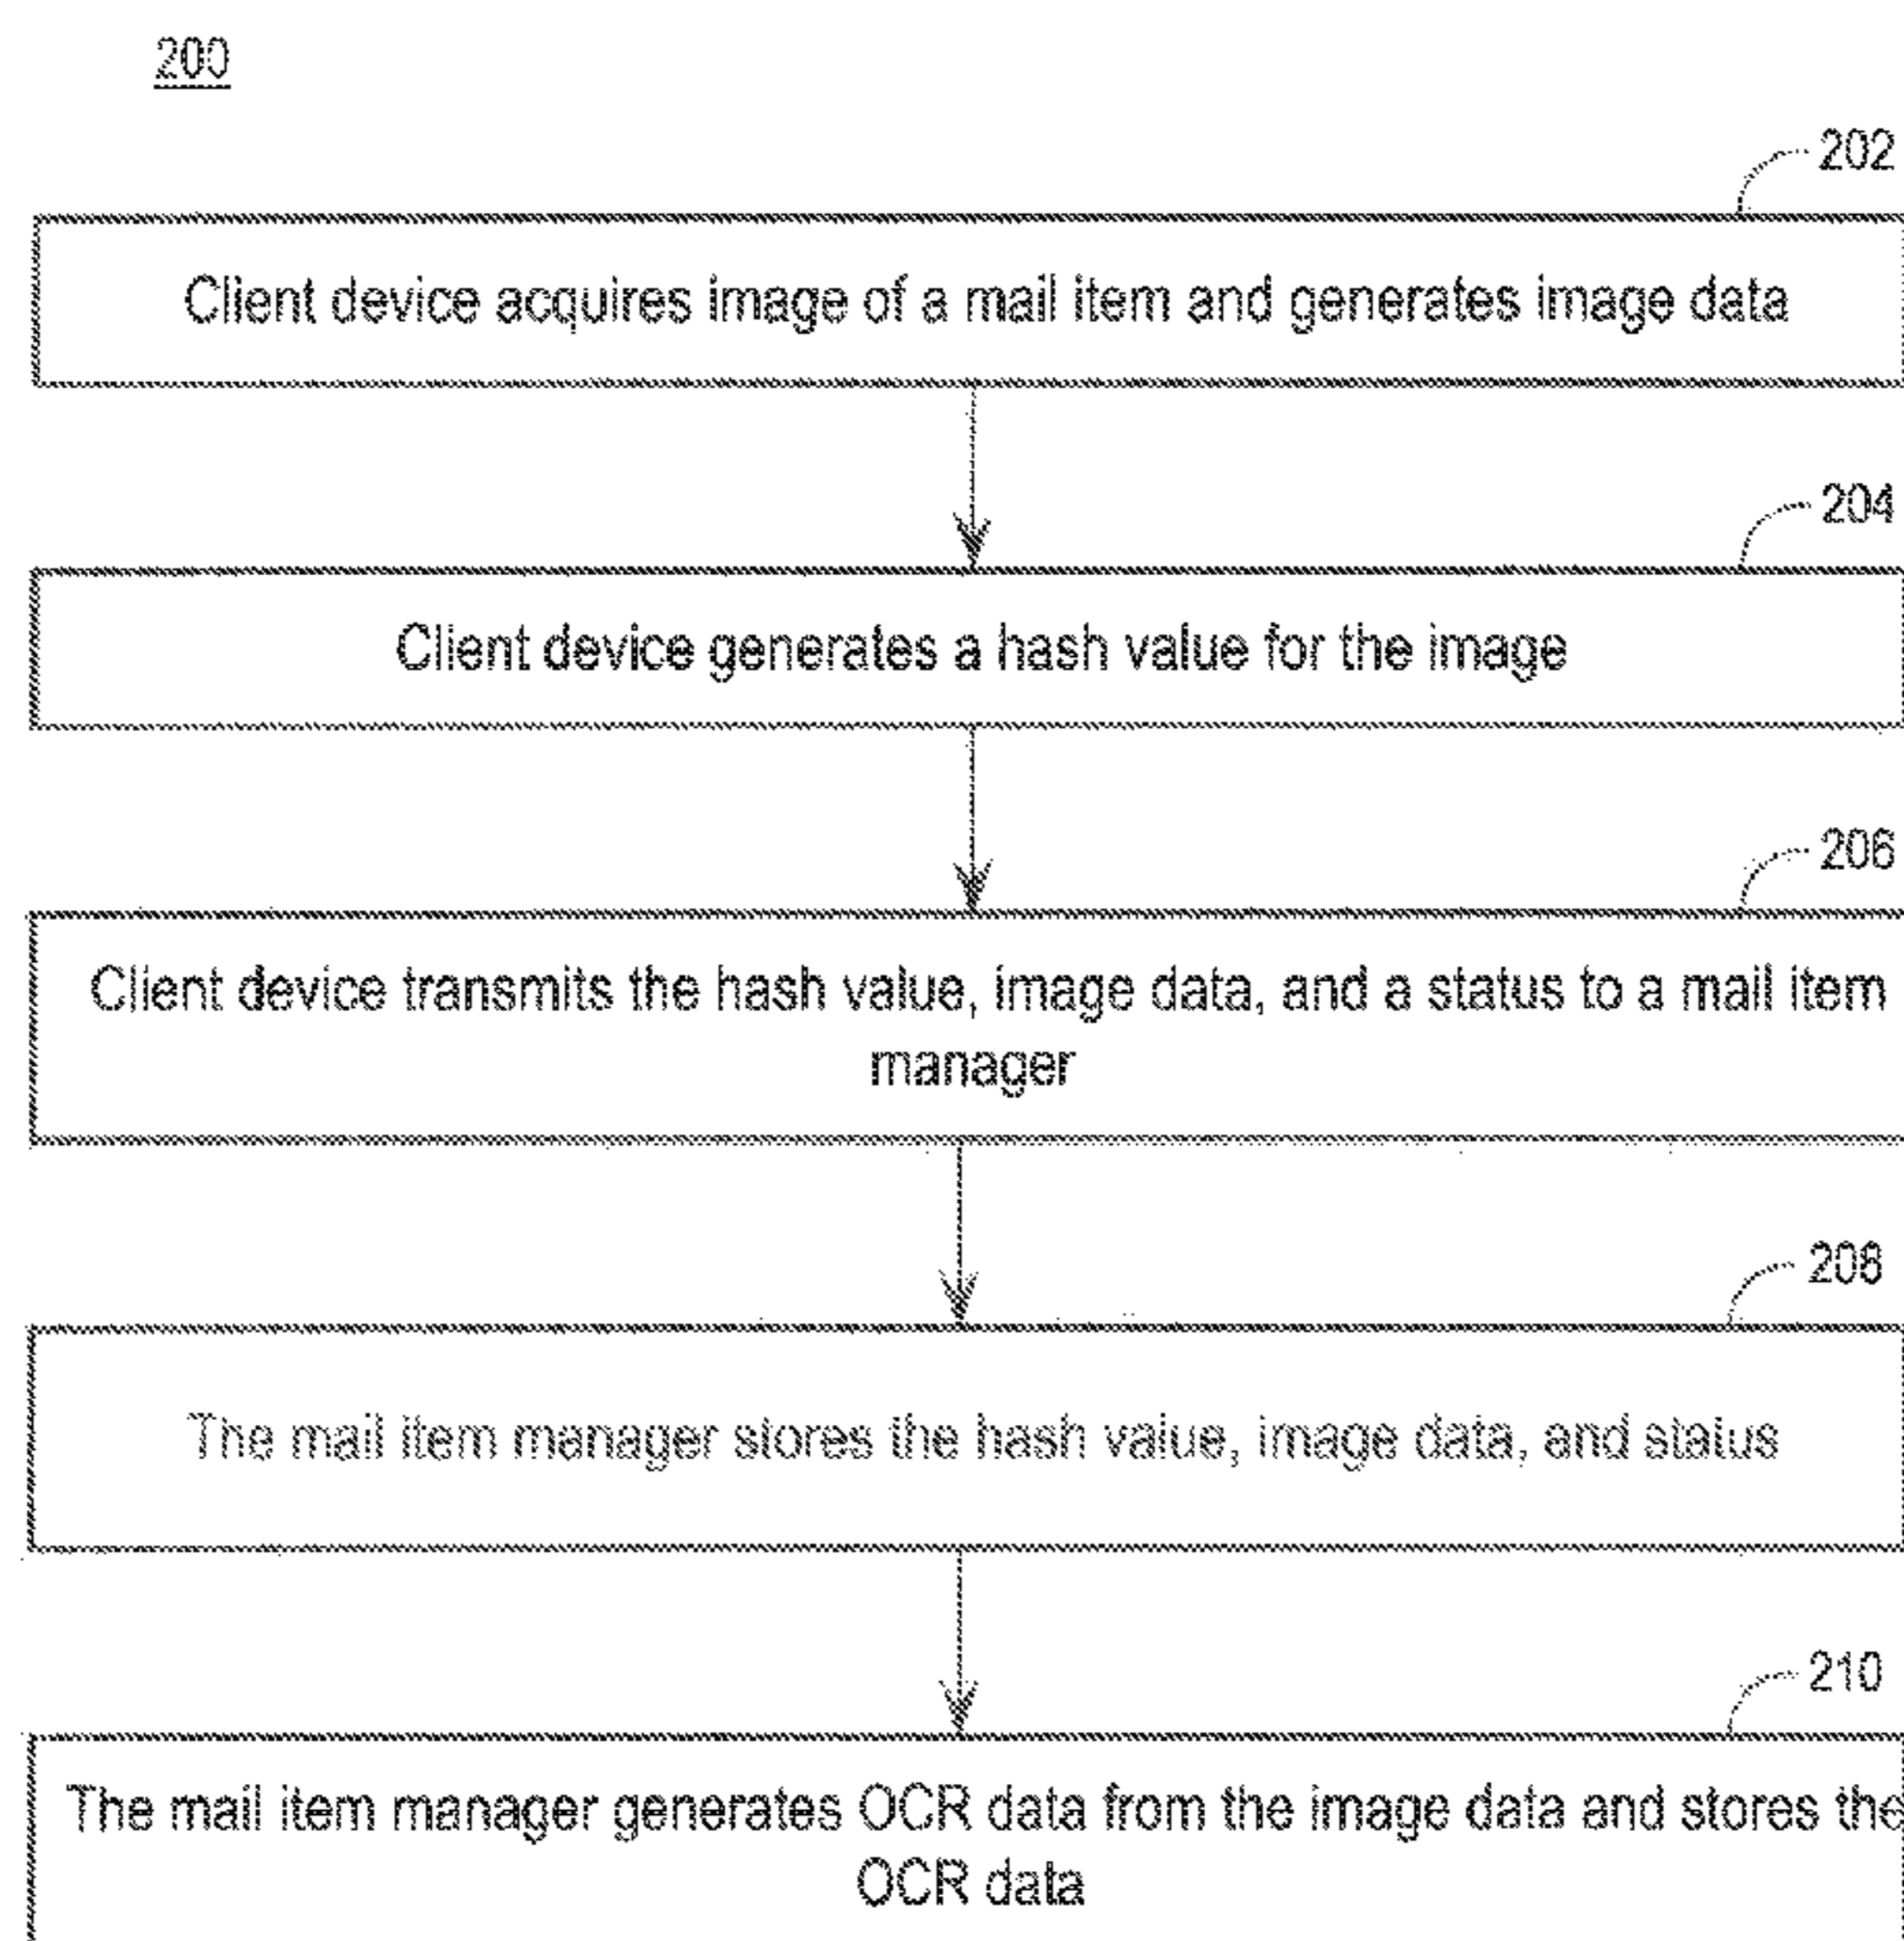 200
202
Client device acquires image of a mail item and generates image data
204
Client device generates a hash value for the image
206
Client device transmits the hash value, image data, and a status to a mail item
manager
208
The mail item manager stores the hash value, image data, and status
210
The mail item manager generates OCR data from the image data and stores the
OCR data